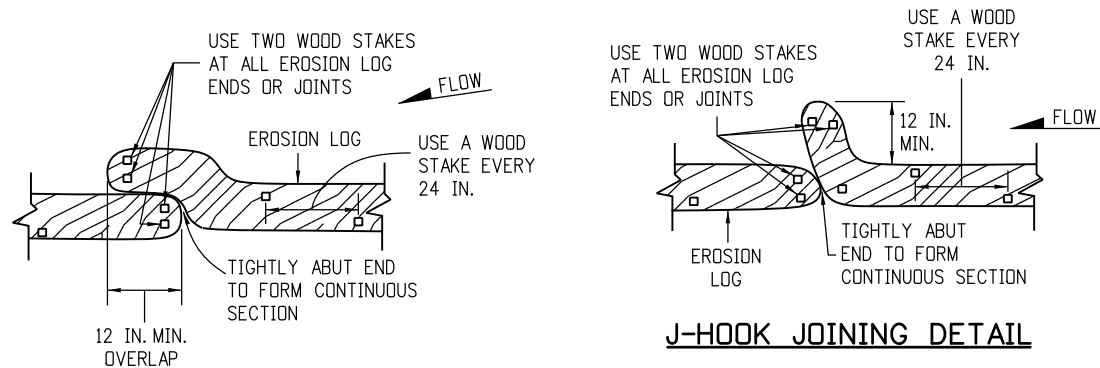 USE TWO WOOD STAKES
AT ALL EROSION LOG
ENDS OR JOINTS
FLOW
EROSION LOG
USE A WOOD
STAKE EVERY
24 IN.
TIGHTLY ABUT END
TO FORM CONTINUOUS
SECTION
12 IN. MIN.
OVERLAP
USE A WOOD
STAKE EVERY
24 IN.
USE TWO WOOD STAKES
AT ALL EROSION LOG
ENDS OR JOINTS
12 IN.
MIN.
FLOW
EROSION
LOG
TIGHTLY ABUT
END TO FORM
CONTINUOUS SECTION
J-HOOK JOINING DETAIL